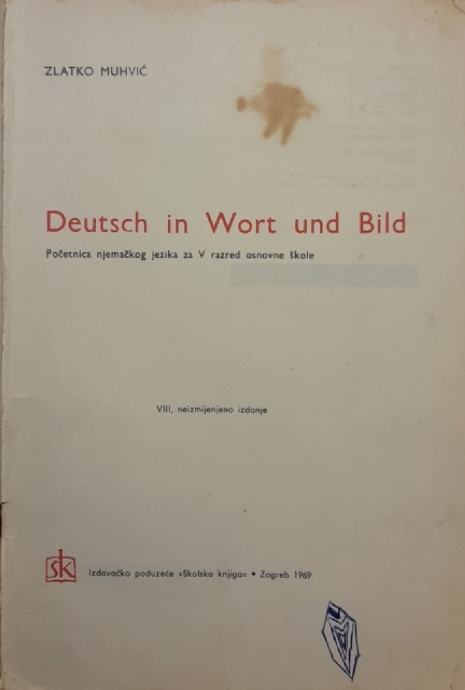 ZLATKO MUHVIĆ
Deutsch in Wort und Bild
Početnica njemačkog jezika za V razred osnovne škole
VIII, neizmijenjeno izdanje
šk Izdavačko poduzeće »Školska knjiga« • Zagreb 1969